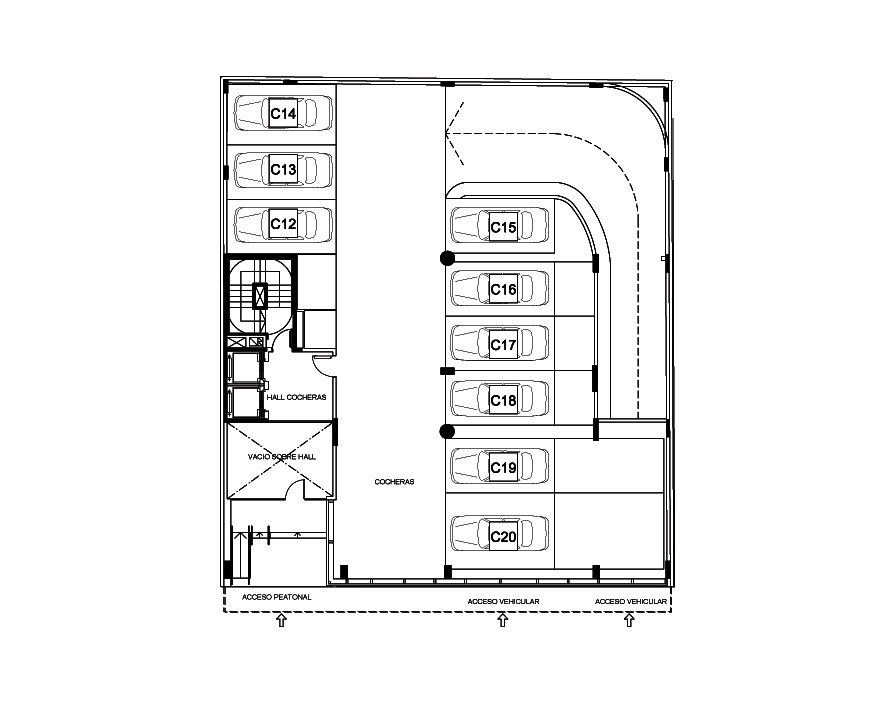 C14
C13
C12
C15
C16
C17
C18
C19
C20
HALL COCHERAS
VACIO SOBRE HALL
COCHERAS
ACCESO PEATONAL
ACCESO VEHICULAR
ACCESO VEHICULAR